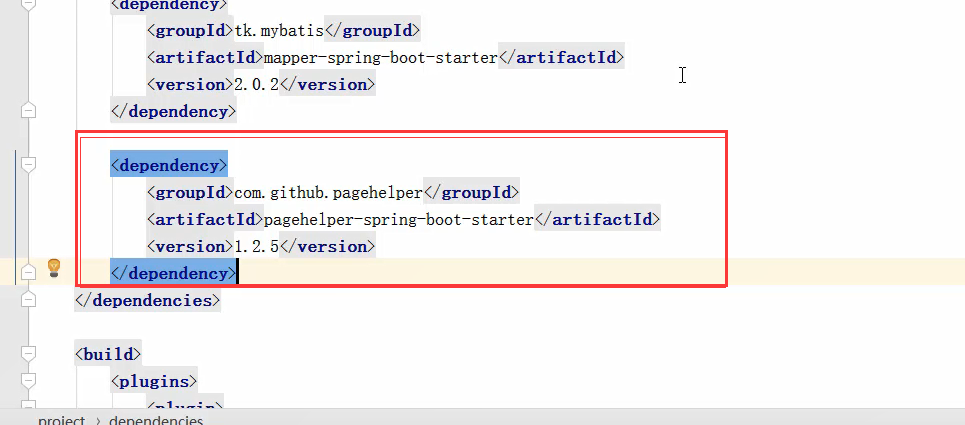 <dependency>
<groupId>tk.mybatis</groupId>
<artifactId>mapper-spring-boot-starter</artifactId>
<version>2.0.2</version>
</dependency>
<dependency>
<groupId>com.github.pagehelper</groupId>
<artifactId>pagehelper-spring-boot-starter</artifactId>
<version>1.2.5</version>
</dependency>
</dependencies>
<build>
<plugins>
<plugin>
project › dependencies